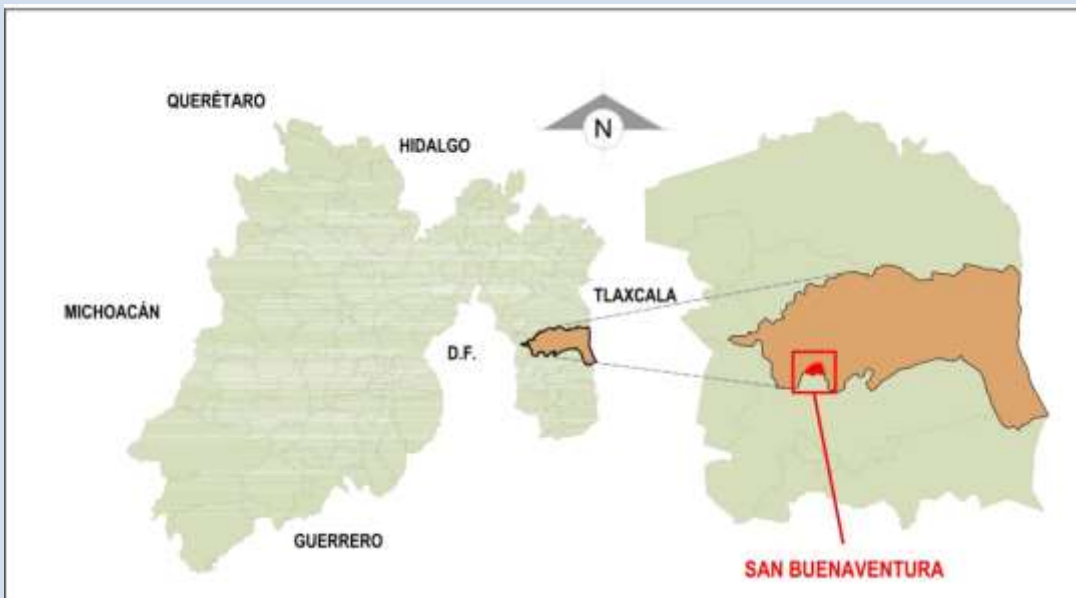 QUERÉTARO
HIDALGO
N
MICHOACÁN
TLAXCALA
D.F.
GUERRERO
SAN BUENAVENTURA